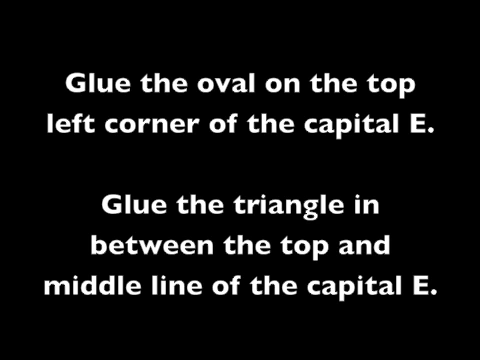 Glue the oval on the top
left corner of the capital E.
Glue the triangle in
between the top and
middle line of the capital E.